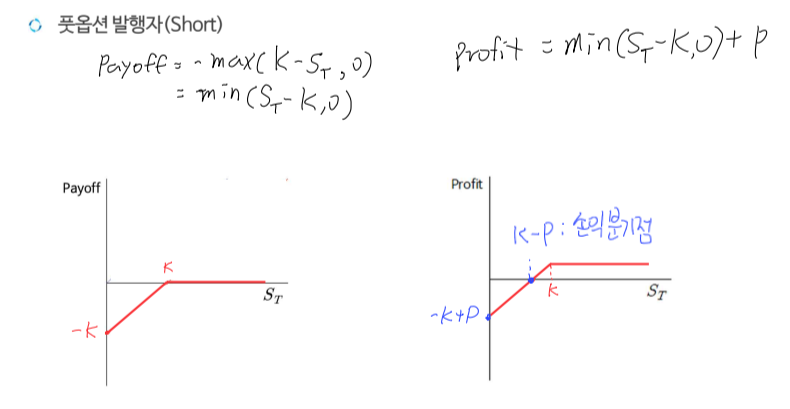 풋옵션 발행자(Short)
Payoff = - max(K-S_T, 0)
= min(S_T-K, 0)
Profit = min(S_T-K, 0) + P
Payoff
K
S_T
-K
Profit
K-P : 손익분기점
K
S_T
-K+P